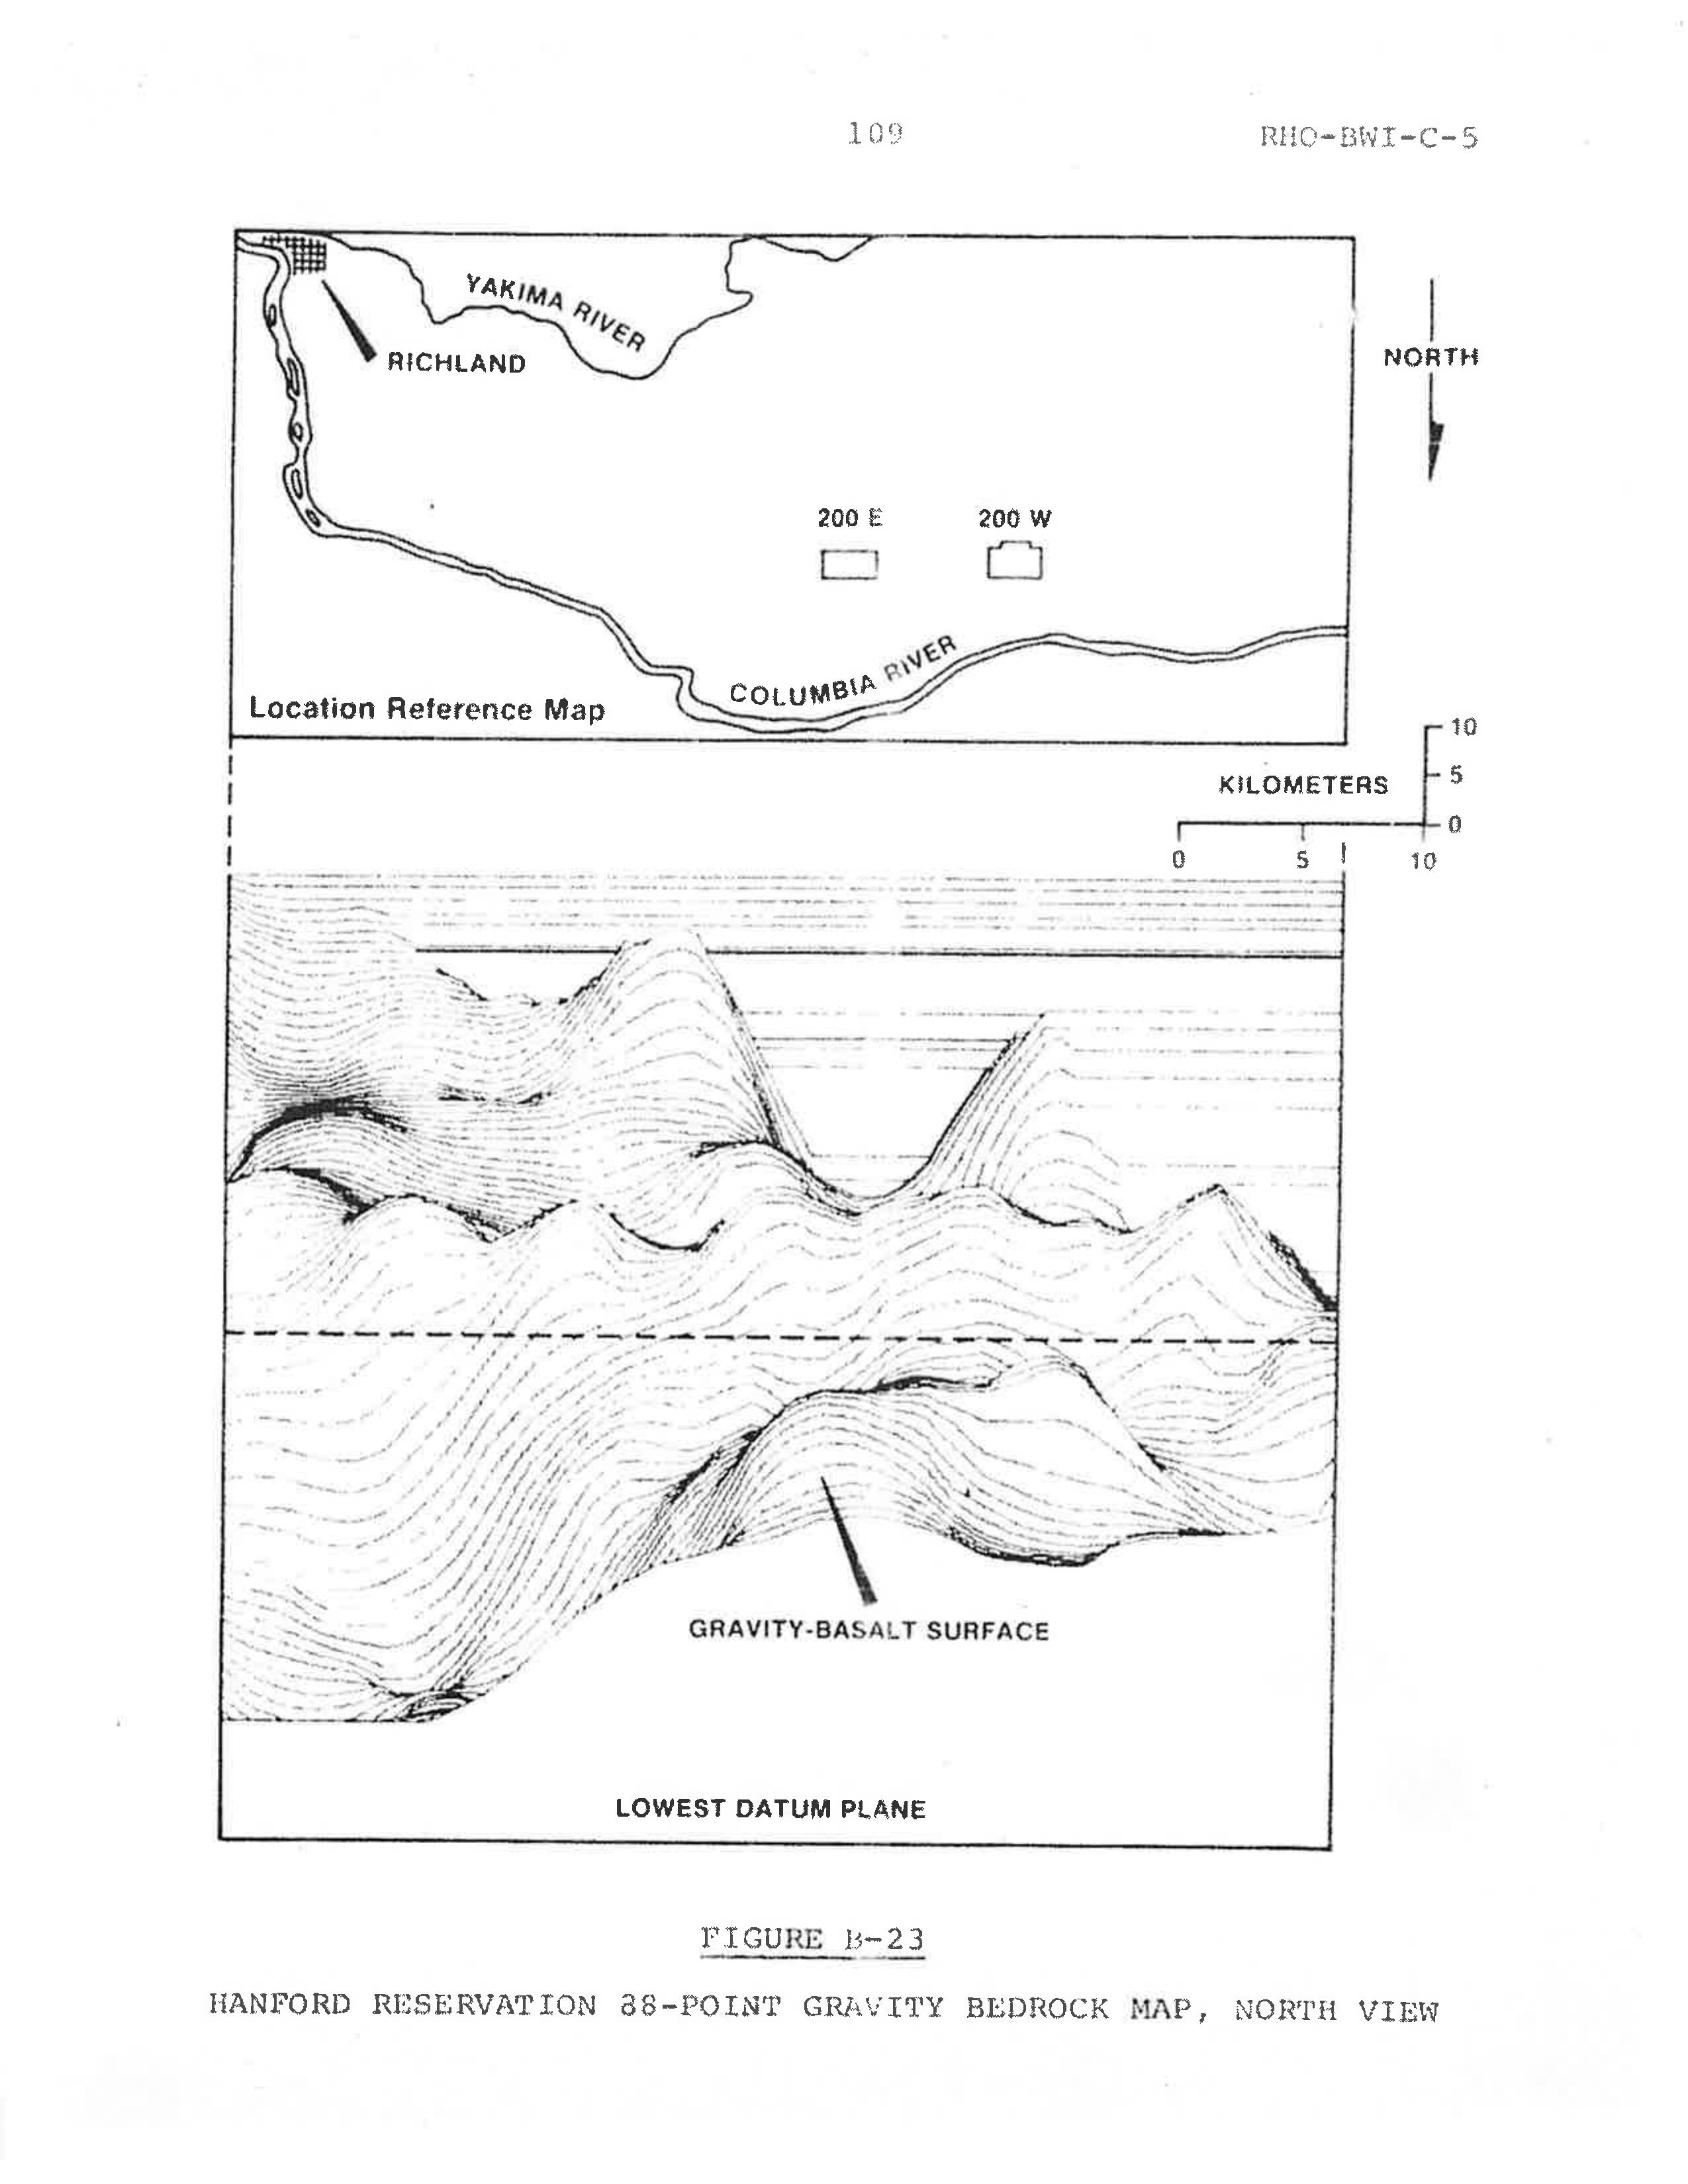 109
RHO-BWI-C-5
YAKIMA RIVER
RICHLAND
NORTH
200 E
200 W
COLUMBIA RIVER
Location Reference Map
10
5
0
KILOMETERS
0
5
10
GRAVITY-BASALT SURFACE
LOWEST DATUM PLANE
FIGURE B-23
HANFORD RESERVATION 88-POINT GRAVITY BEDROCK MAP, NORTH VIEW